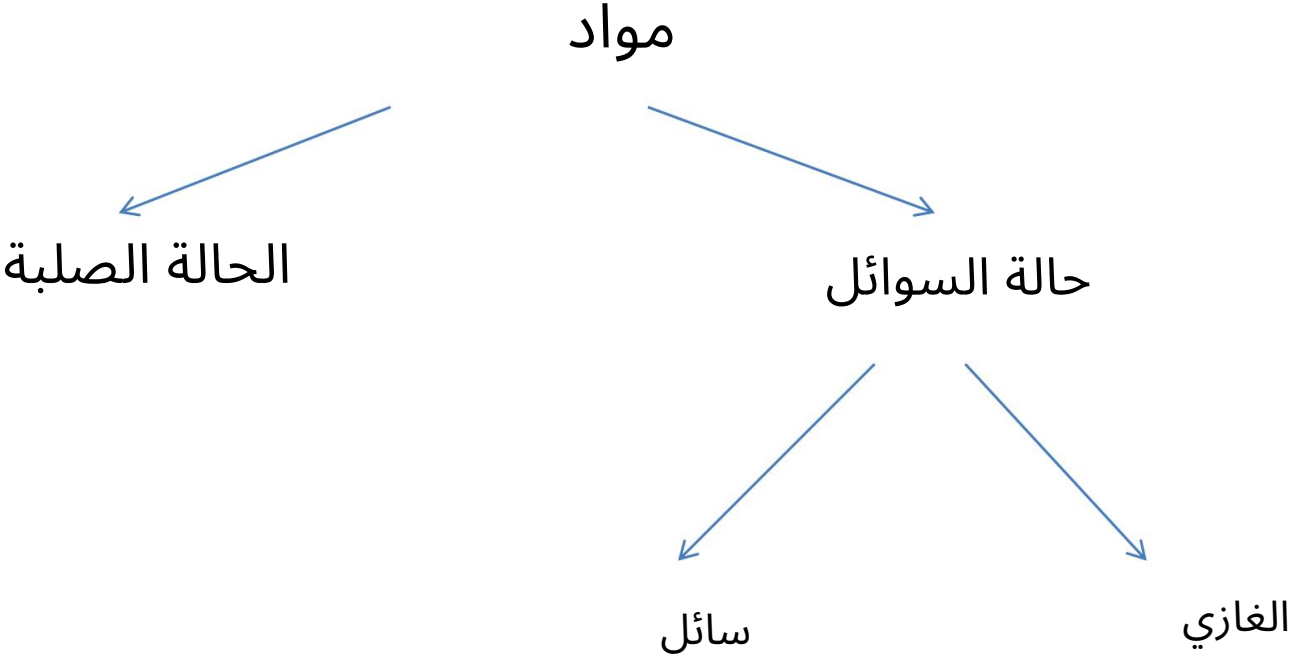 مواد
الحالة الصلبة
حالة السوائل
سائل
الغازي